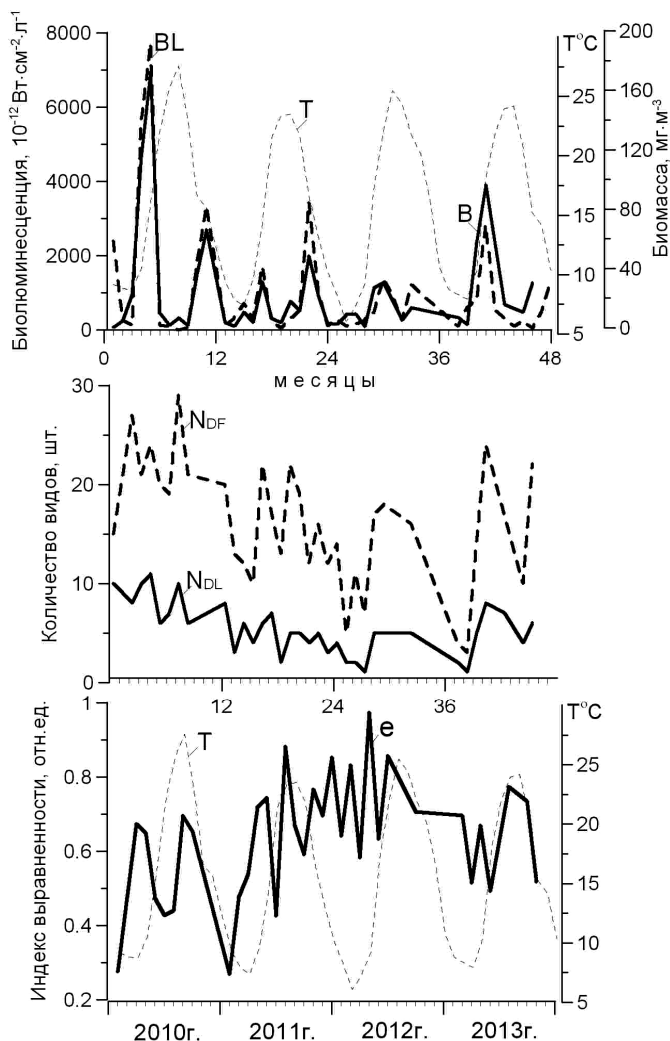 8000
6000
4000
2000
0
Биолюминесценция, 10⁻¹² Вт·см⁻²·л⁻¹
BL
T
B
T°C
25
20
15
10
5
200
160
120
80
40
0
Биомасса, мг·м⁻³
0
12
24
36
48
месяцы
30
20
10
0
Количество видов, шт.
NDF
NDL
12
24
36
1
0.8
0.6
0.4
0.2
Индекс выравненности, отн.ед.
T
e
T°C
25
20
15
10
5
2010г.
2011г.
2012г.
2013г.